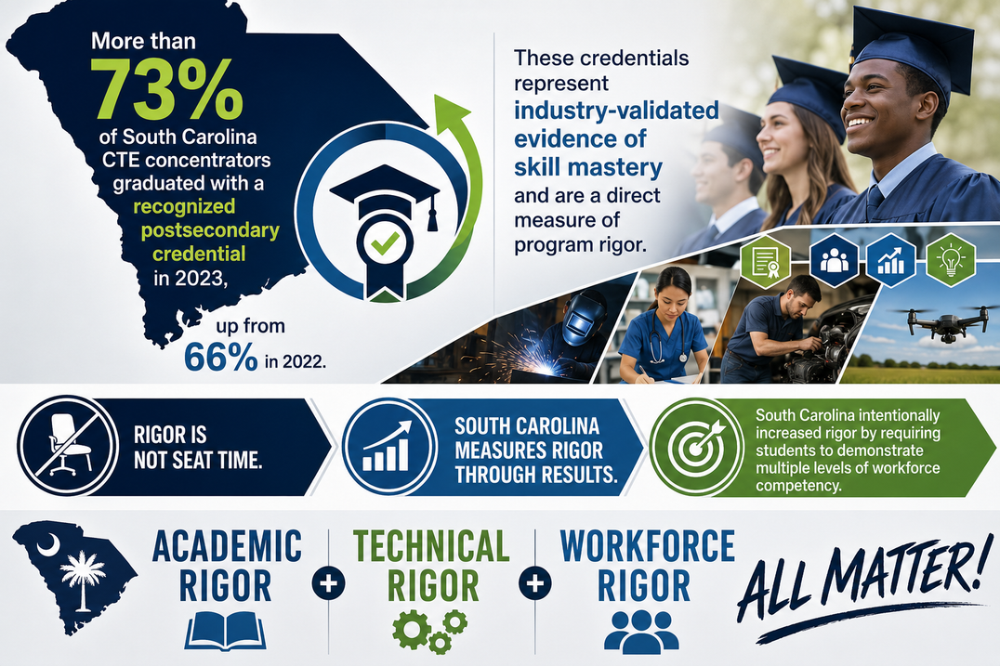 More than
73%
of South Carolina
CTE concentrators
graduated with a
recognized
postsecondary
credential
in 2023,
up from
66% in 2022.
These credentials
represent
industry-validated
evidence of
skill mastery
and are a direct
measure of
program rigor.
RIGOR IS
NOT SEAT TIME.
SOUTH CAROLINA
MEASURES RIGOR
THROUGH RESULTS.
South Carolina intentionally
increased rigor by requiring
students to demonstrate
multiple levels of workforce
competency.
ACADEMIC
RIGOR
+
TECHNICAL
RIGOR
+
WORKFORCE
RIGOR
ALL MATTER!